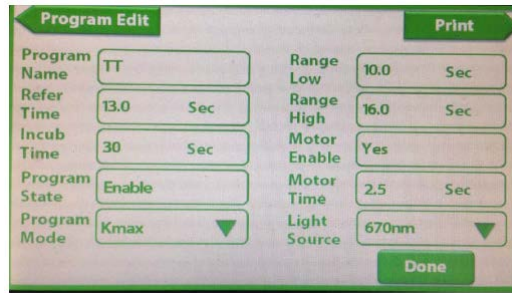 Program Edit
Print
Program Name
TT
Refer Time
13.0 Sec
Incub Time
30 Sec
Program State
Enable
Program Mode
Kmax
Range Low
10.0 Sec
Range High
16.0 Sec
Motor Enable
Yes
Motor Time
2.5 Sec
Light Source
670nm
Done